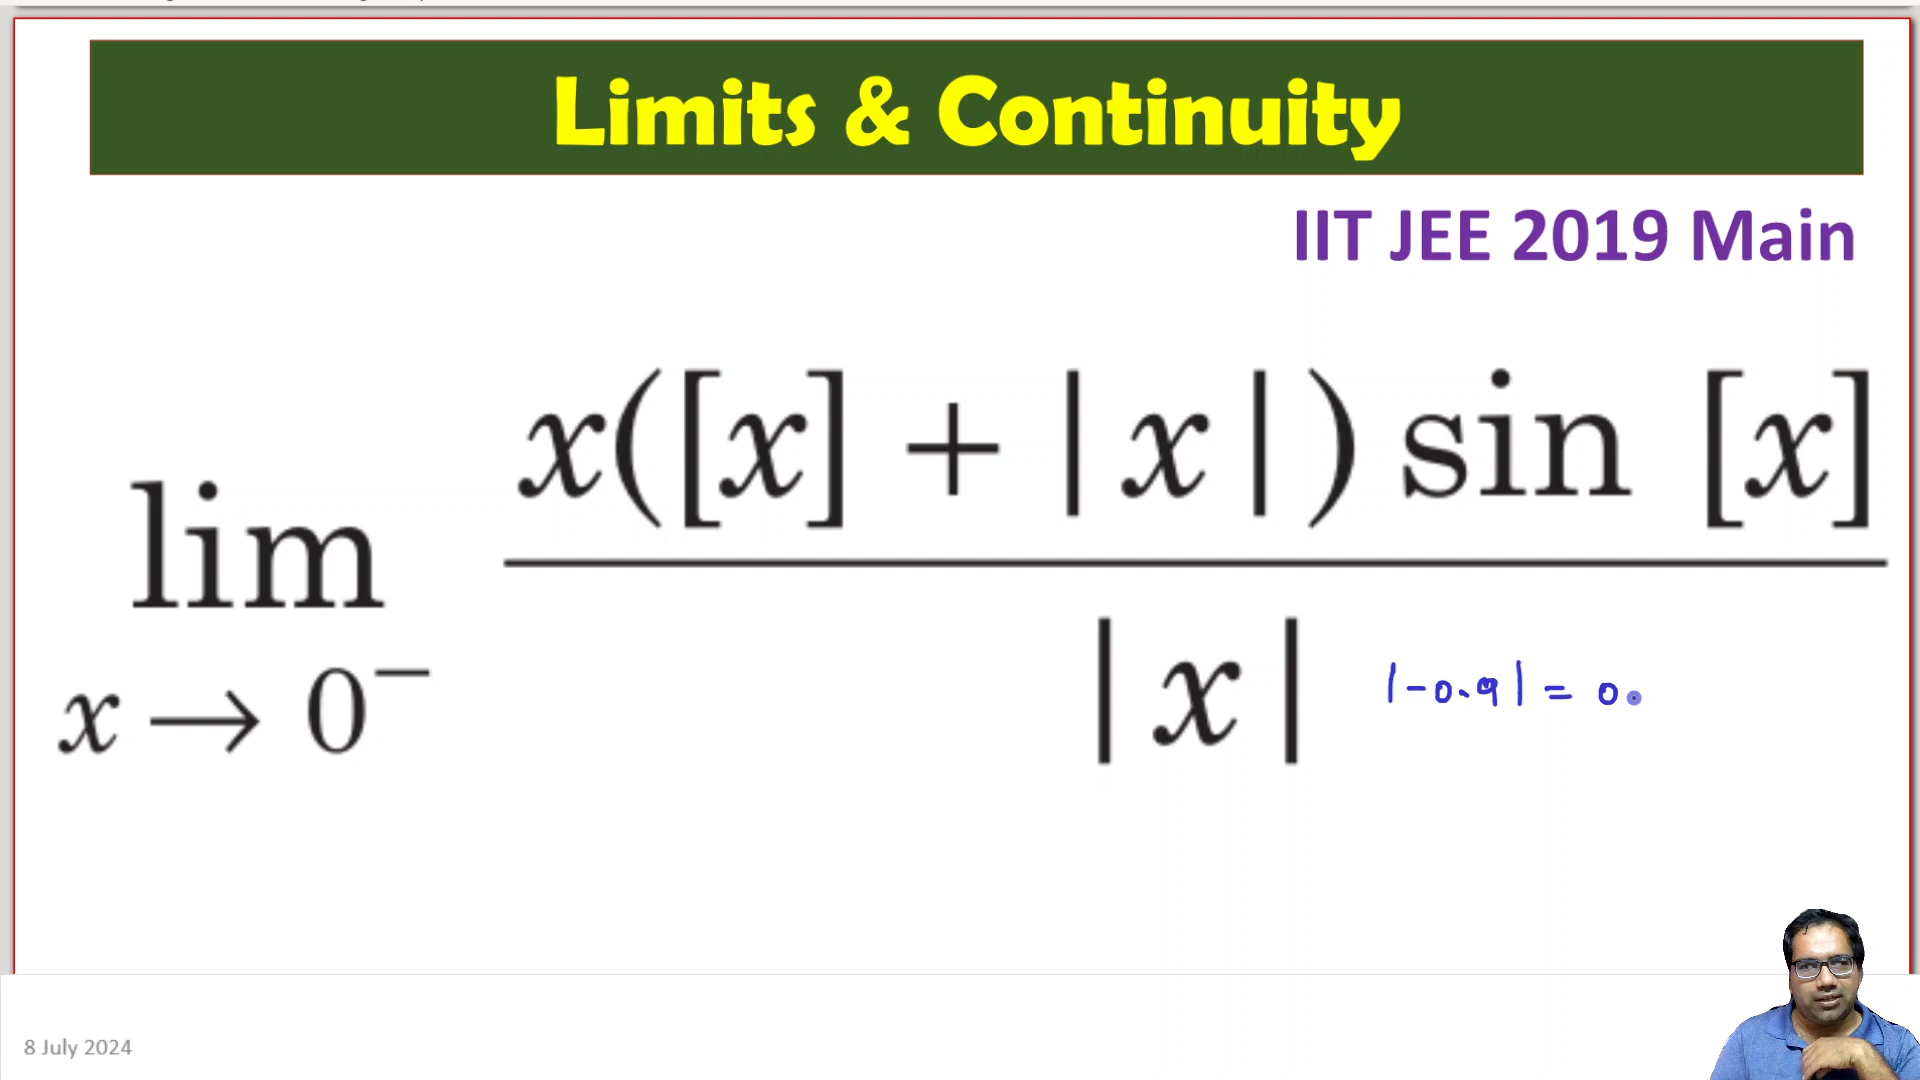 Limits & Continuity
IIT JEE 2019 Main
lim x → 0⁻ x([x] + |x|) sin [x]
|x|
|-0.9| = 0.
8 July 2024